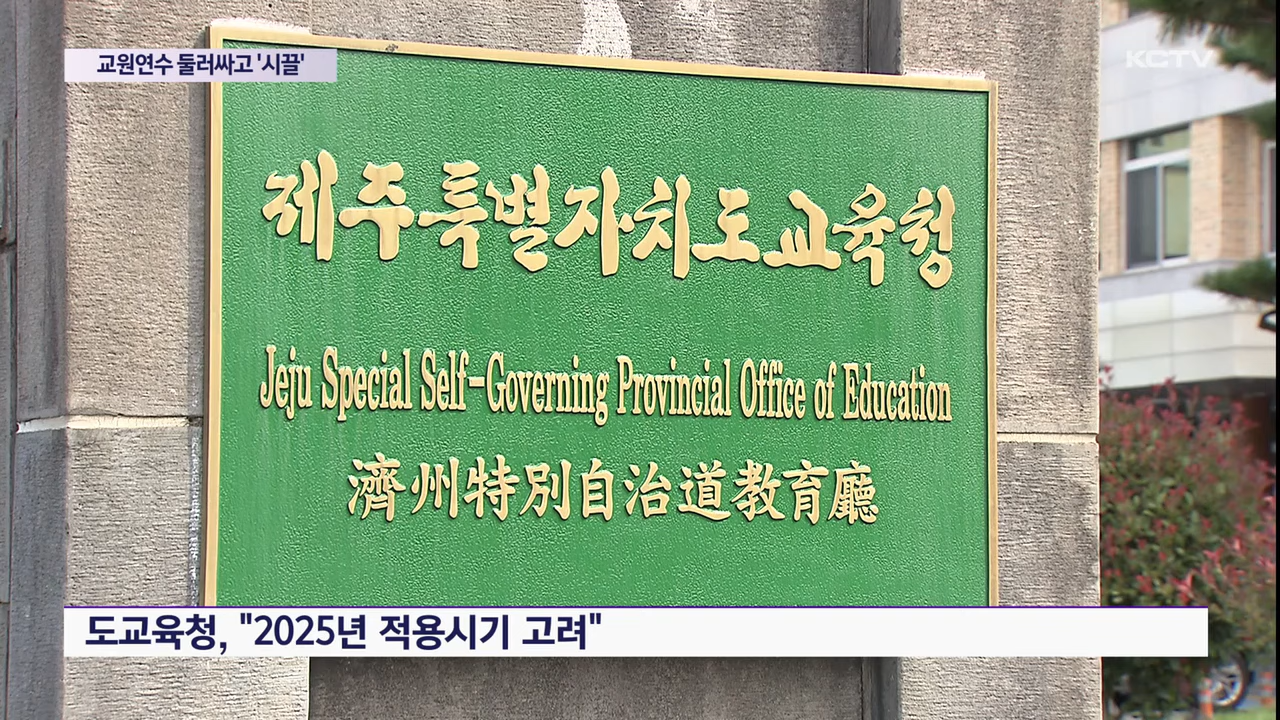 교원연수 둘러싸고 '시끌'
KCTV
제주특별자치도교육청
Jeju Special Self-Governing Provincial Office of Education
濟州特別自治道教育廳
도교육청, "2025년 적용시기 고려"